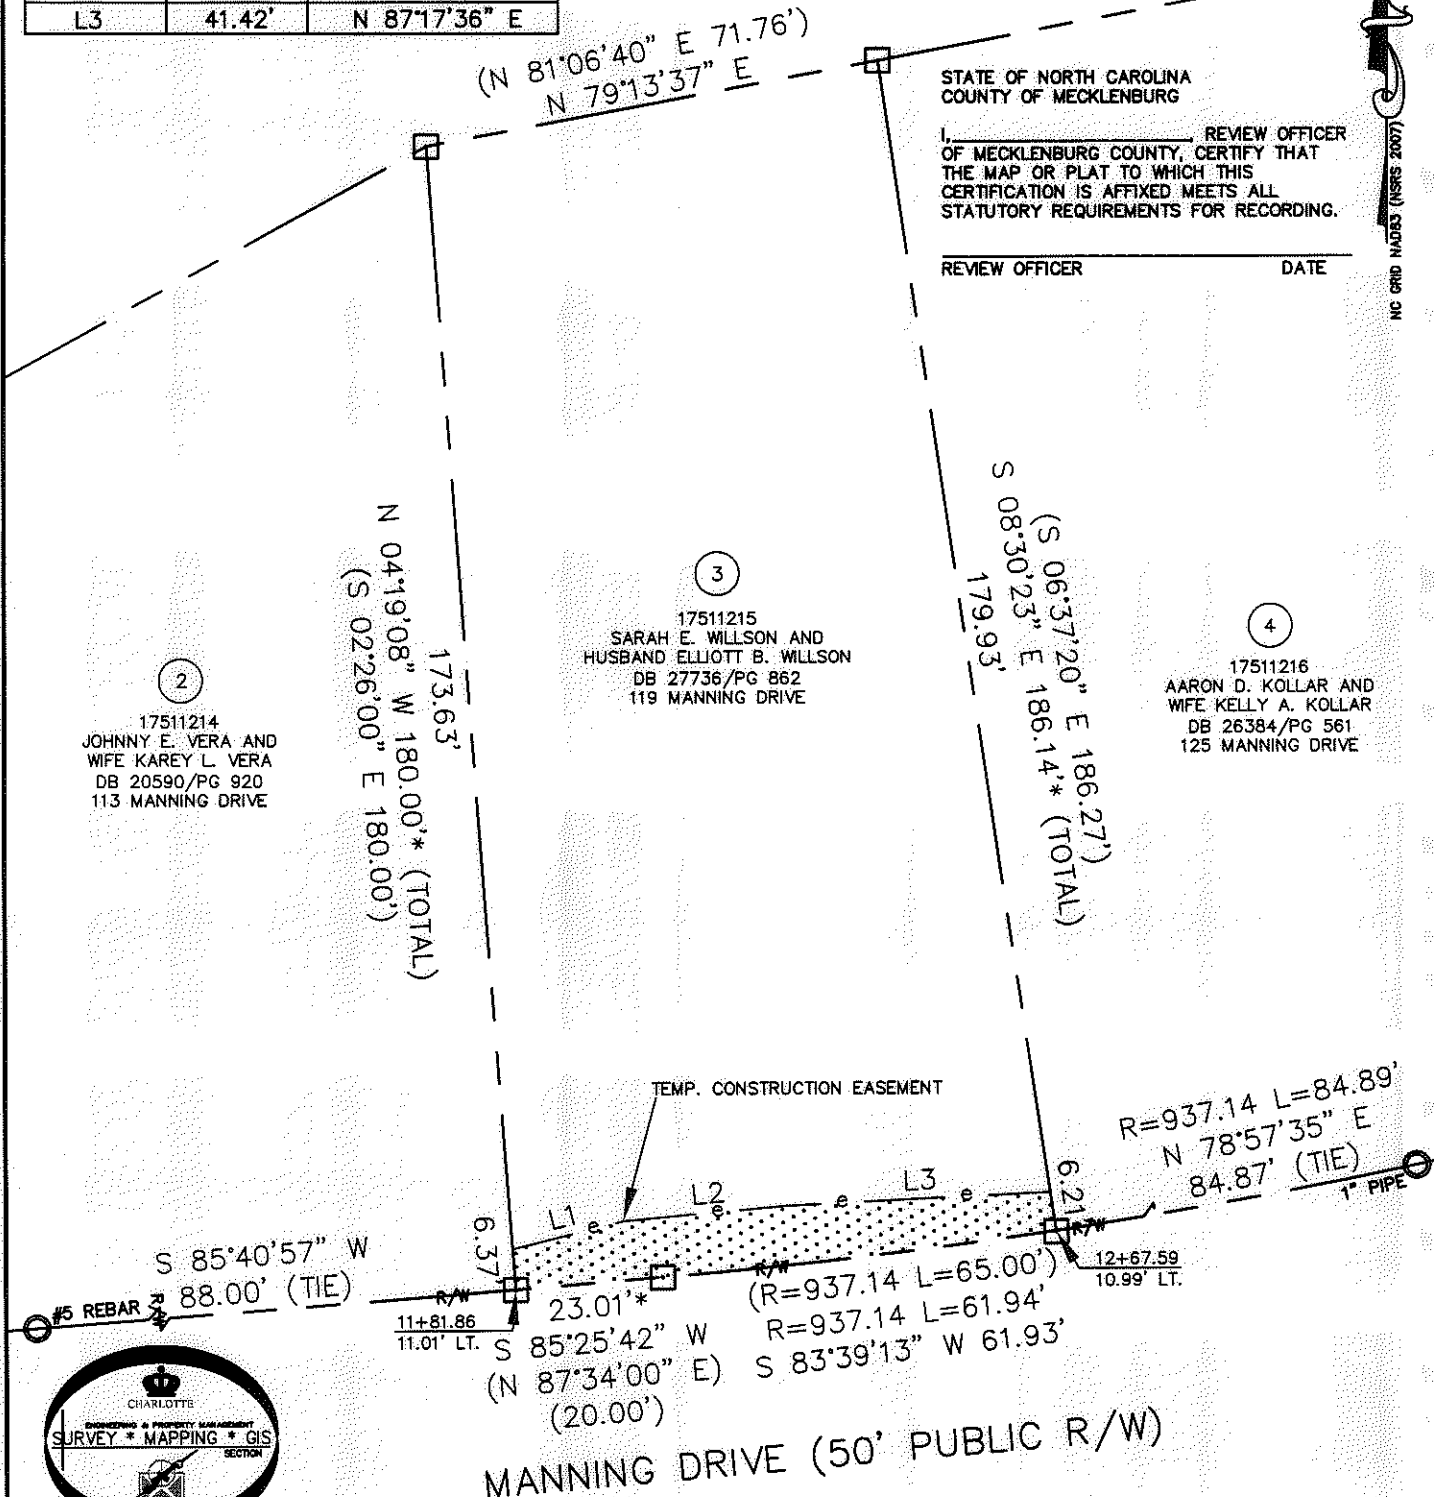 L3 41.42' N 87°17'36" E
(N 81°06'40" E 71.76')
N 79°13'37" E
STATE OF NORTH CAROLINA
COUNTY OF MECKLENBURG
I,________________, REVIEW OFFICER
OF MECKLENBURG COUNTY, CERTIFY THAT
THE MAP OR PLAT TO WHICH THIS
CERTIFICATION IS AFFIXED MEETS ALL
STATUTORY REQUIREMENTS FOR RECORDING.
REVIEW OFFICER DATE
NC GRID NAD83 (NSRS 2007)
N 04°19'08" W 180.00'* (TOTAL)
(S 02°26'00" E 180.00')
173.63'
(S 06°37'20" E 186.27')
S 08°30'23" E 186.14'* (TOTAL)
179.93'
2
17511214
JOHNNY E. VERA AND
WIFE KAREY L. VERA
DB 20590/PG 920
113 MANNING DRIVE
3
17511215
SARAH E. WILLSON AND
HUSBAND ELLIOTT B. WILLSON
DB 27736/PG 862
119 MANNING DRIVE
4
17511216
AARON D. KOLLAR AND
WIFE KELLY A. KOLLAR
DB 26384/PG 561
125 MANNING DRIVE
TEMP. CONSTRUCTION EASEMENT
L1 e L2 e e L3 e
6.37'
6.21'
R=937.14 L=84.89'
N 78°57'35" E
84.87' (TIE)
1" PIPE
R/W
12+67.59
10.99' LT.
S 85°40'57" W
88.00' (TIE)
#5 REBAR
R/W
R/W
R/W
11+81.86
11.01' LT.
23.01'*
S 85°25'42" W
(N 87°34'00" E)
(20.00')
(R=937.14 L=65.00')
R=937.14 L=61.94'
S 83°39'13" W 61.93'
MANNING DRIVE (50' PUBLIC R/W)
CHARLOTTE
ENGINEERING & PROPERTY MANAGEMENT
SURVEY * MAPPING * GIS
SECTION